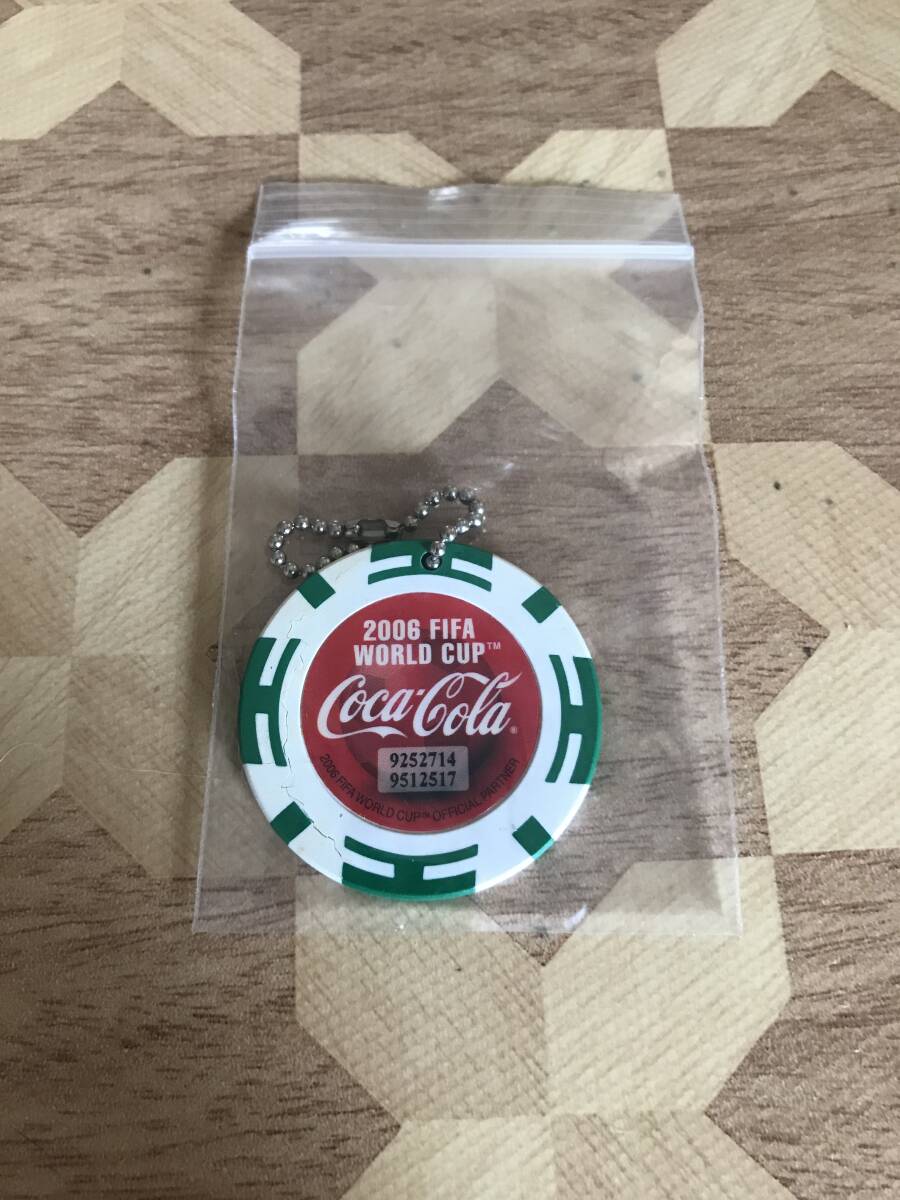 2006 FIFA
WORLD CUP™
Coca-Cola®
9252714
9512517
2006 FIFA WORLD CUP™ OFFICIAL PARTNER